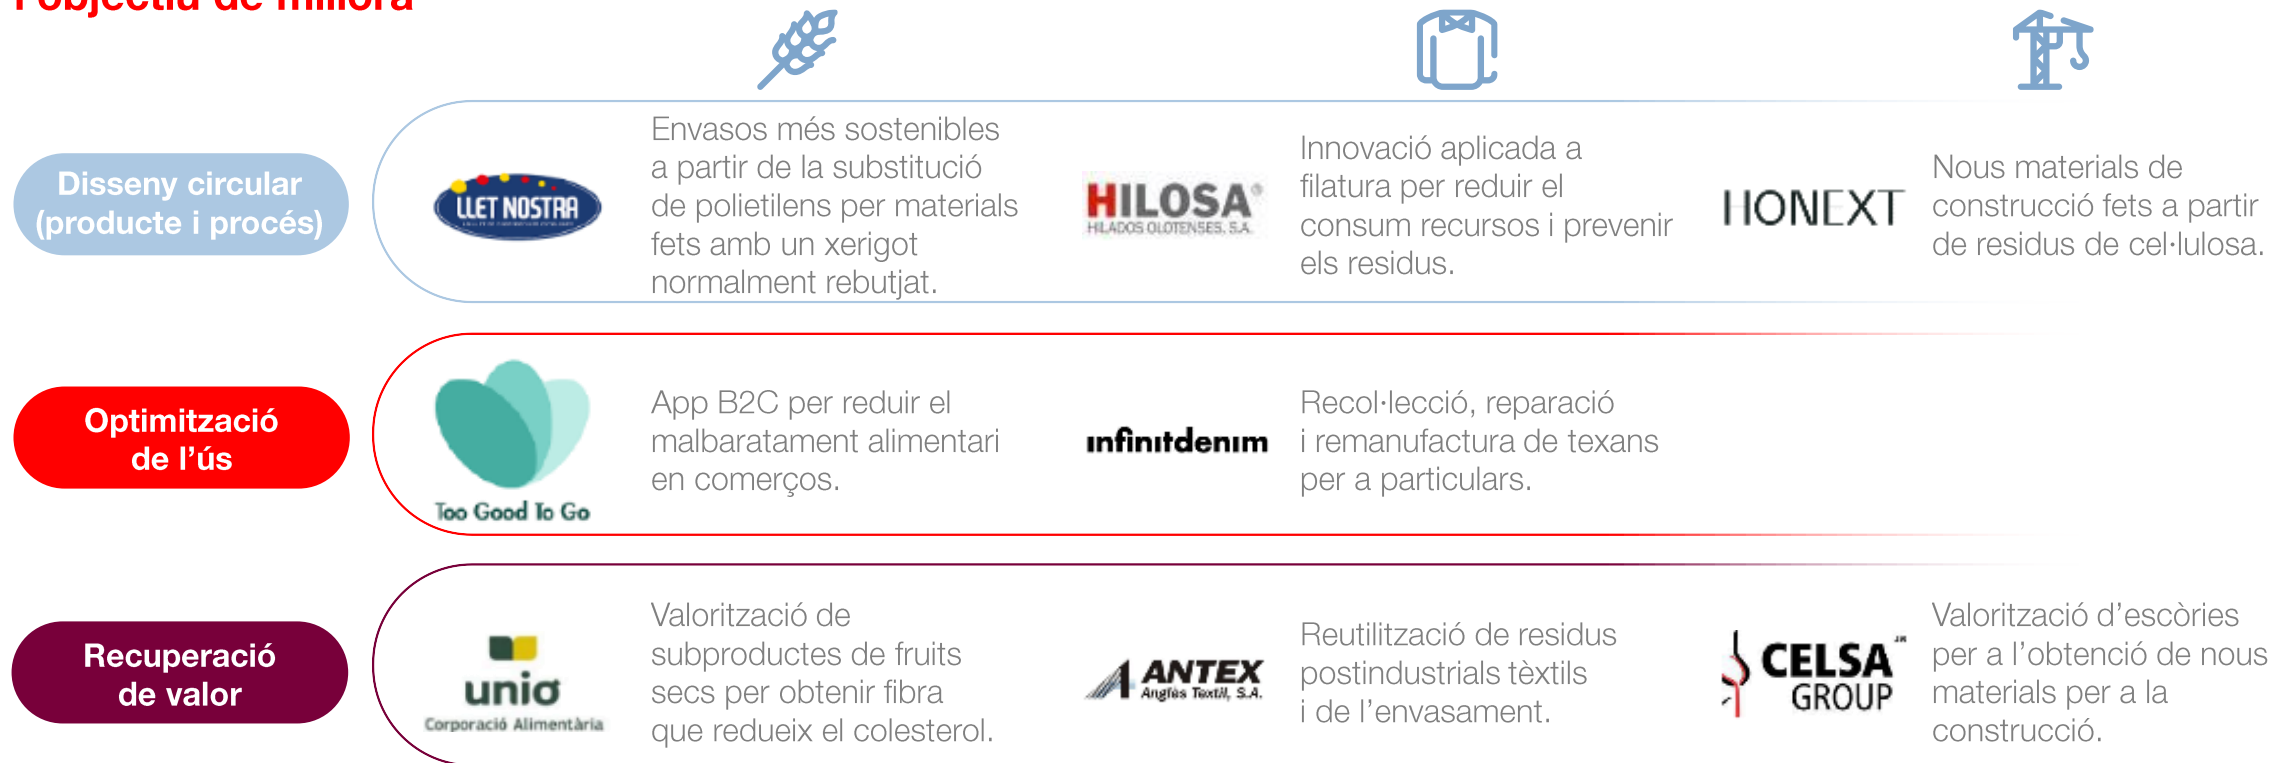 l'objectiu de millora
Disseny circular
(producte i procés)
LLET NOSTRA
Envasos més sostenibles
a partir de la substitució
de polietilens per materials
fets amb un xerigot
normalment rebutjat.
HILOSA®
HILADOS OLOTENSES, S.A.
Innovació aplicada a
filatura per reduir el
consum recursos i prevenir
els residus.
HONEXT
Nous materials de
construcció fets a partir
de residus de cel·lulosa.
Optimització
de l’ús
Too Good To Go
App B2C per reduir el
malbaratament alimentari
en comerços.
infinitdenim
Recol·lecció, reparació
i remanufactura de texans
per a particulars.
Recuperació
de valor
unió
Corporació Alimentària
Valorització de
subproductes de fruits
secs per obtenir fibra
que redueix el colesterol.
ANTEX
Anglès Textil, S.A.
Reutilització de residus
postindustrials tèxtils
i de l’envasament.
CELSA™
GROUP
Valorització d’escòries
per a l’obtenció de nous
materials per a la
construcció.